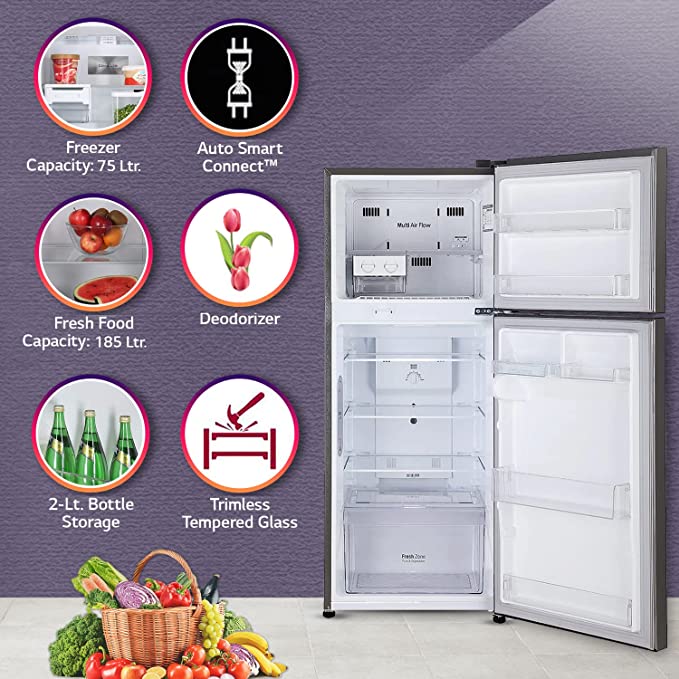 Freezer
Capacity: 75 Ltr.
Auto Smart
Connect™
Fresh Food
Capacity: 185 Ltr.
Deodorizer
2-Lt. Bottle
Storage
Trimless
Tempered Glass
Multi Air Flow
Fresh Zone